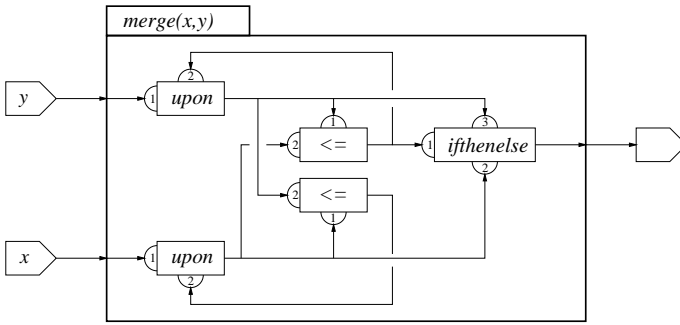 merge(x,y)
2
y
1 upon
1
3
2 <=
1 ifthenelse
2
2 <=
1
x
1 upon
2